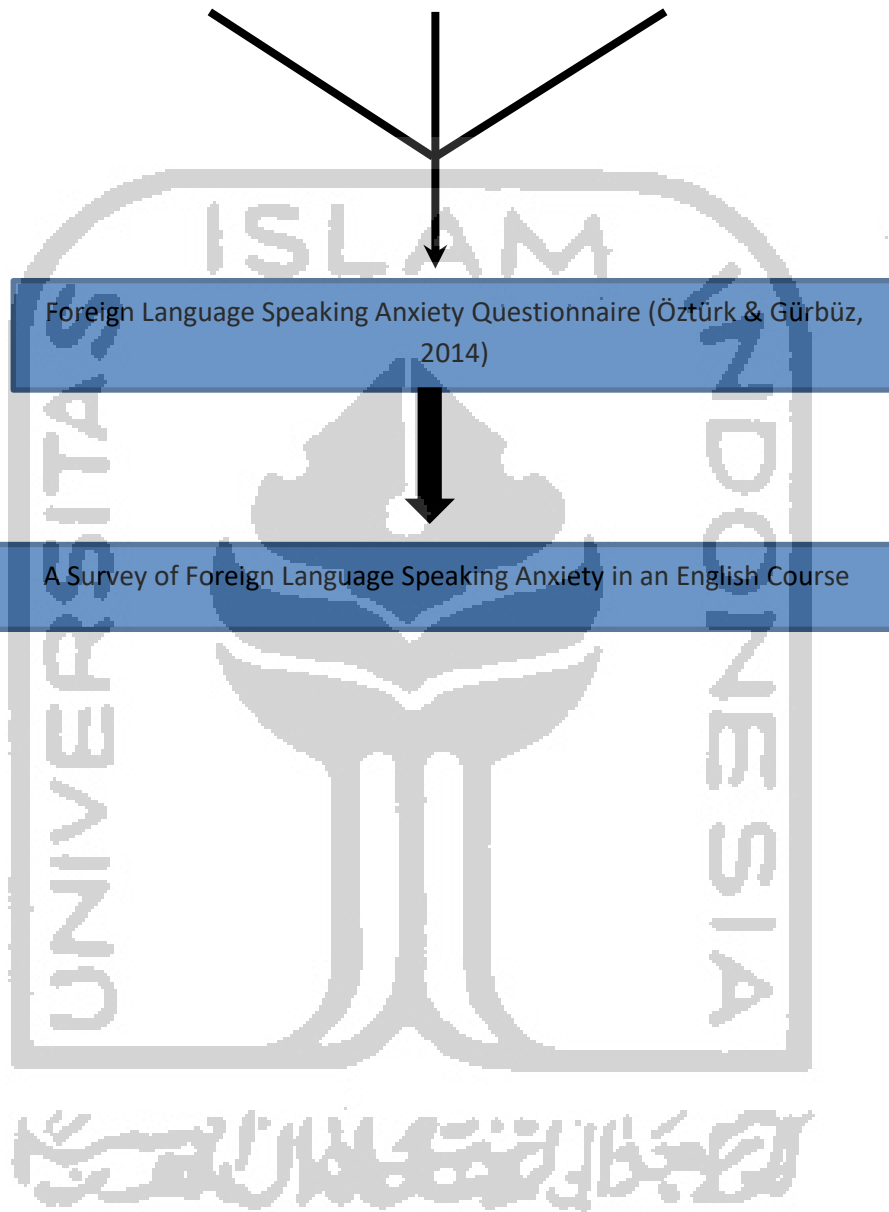 ISLAM
Foreign Language Speaking Anxiety Questionnaire (Öztürk & Gürbüz,
2014)
A Survey of Foreign Language Speaking Anxiety in an English Course
UNIVERSITAS
INDONESIA